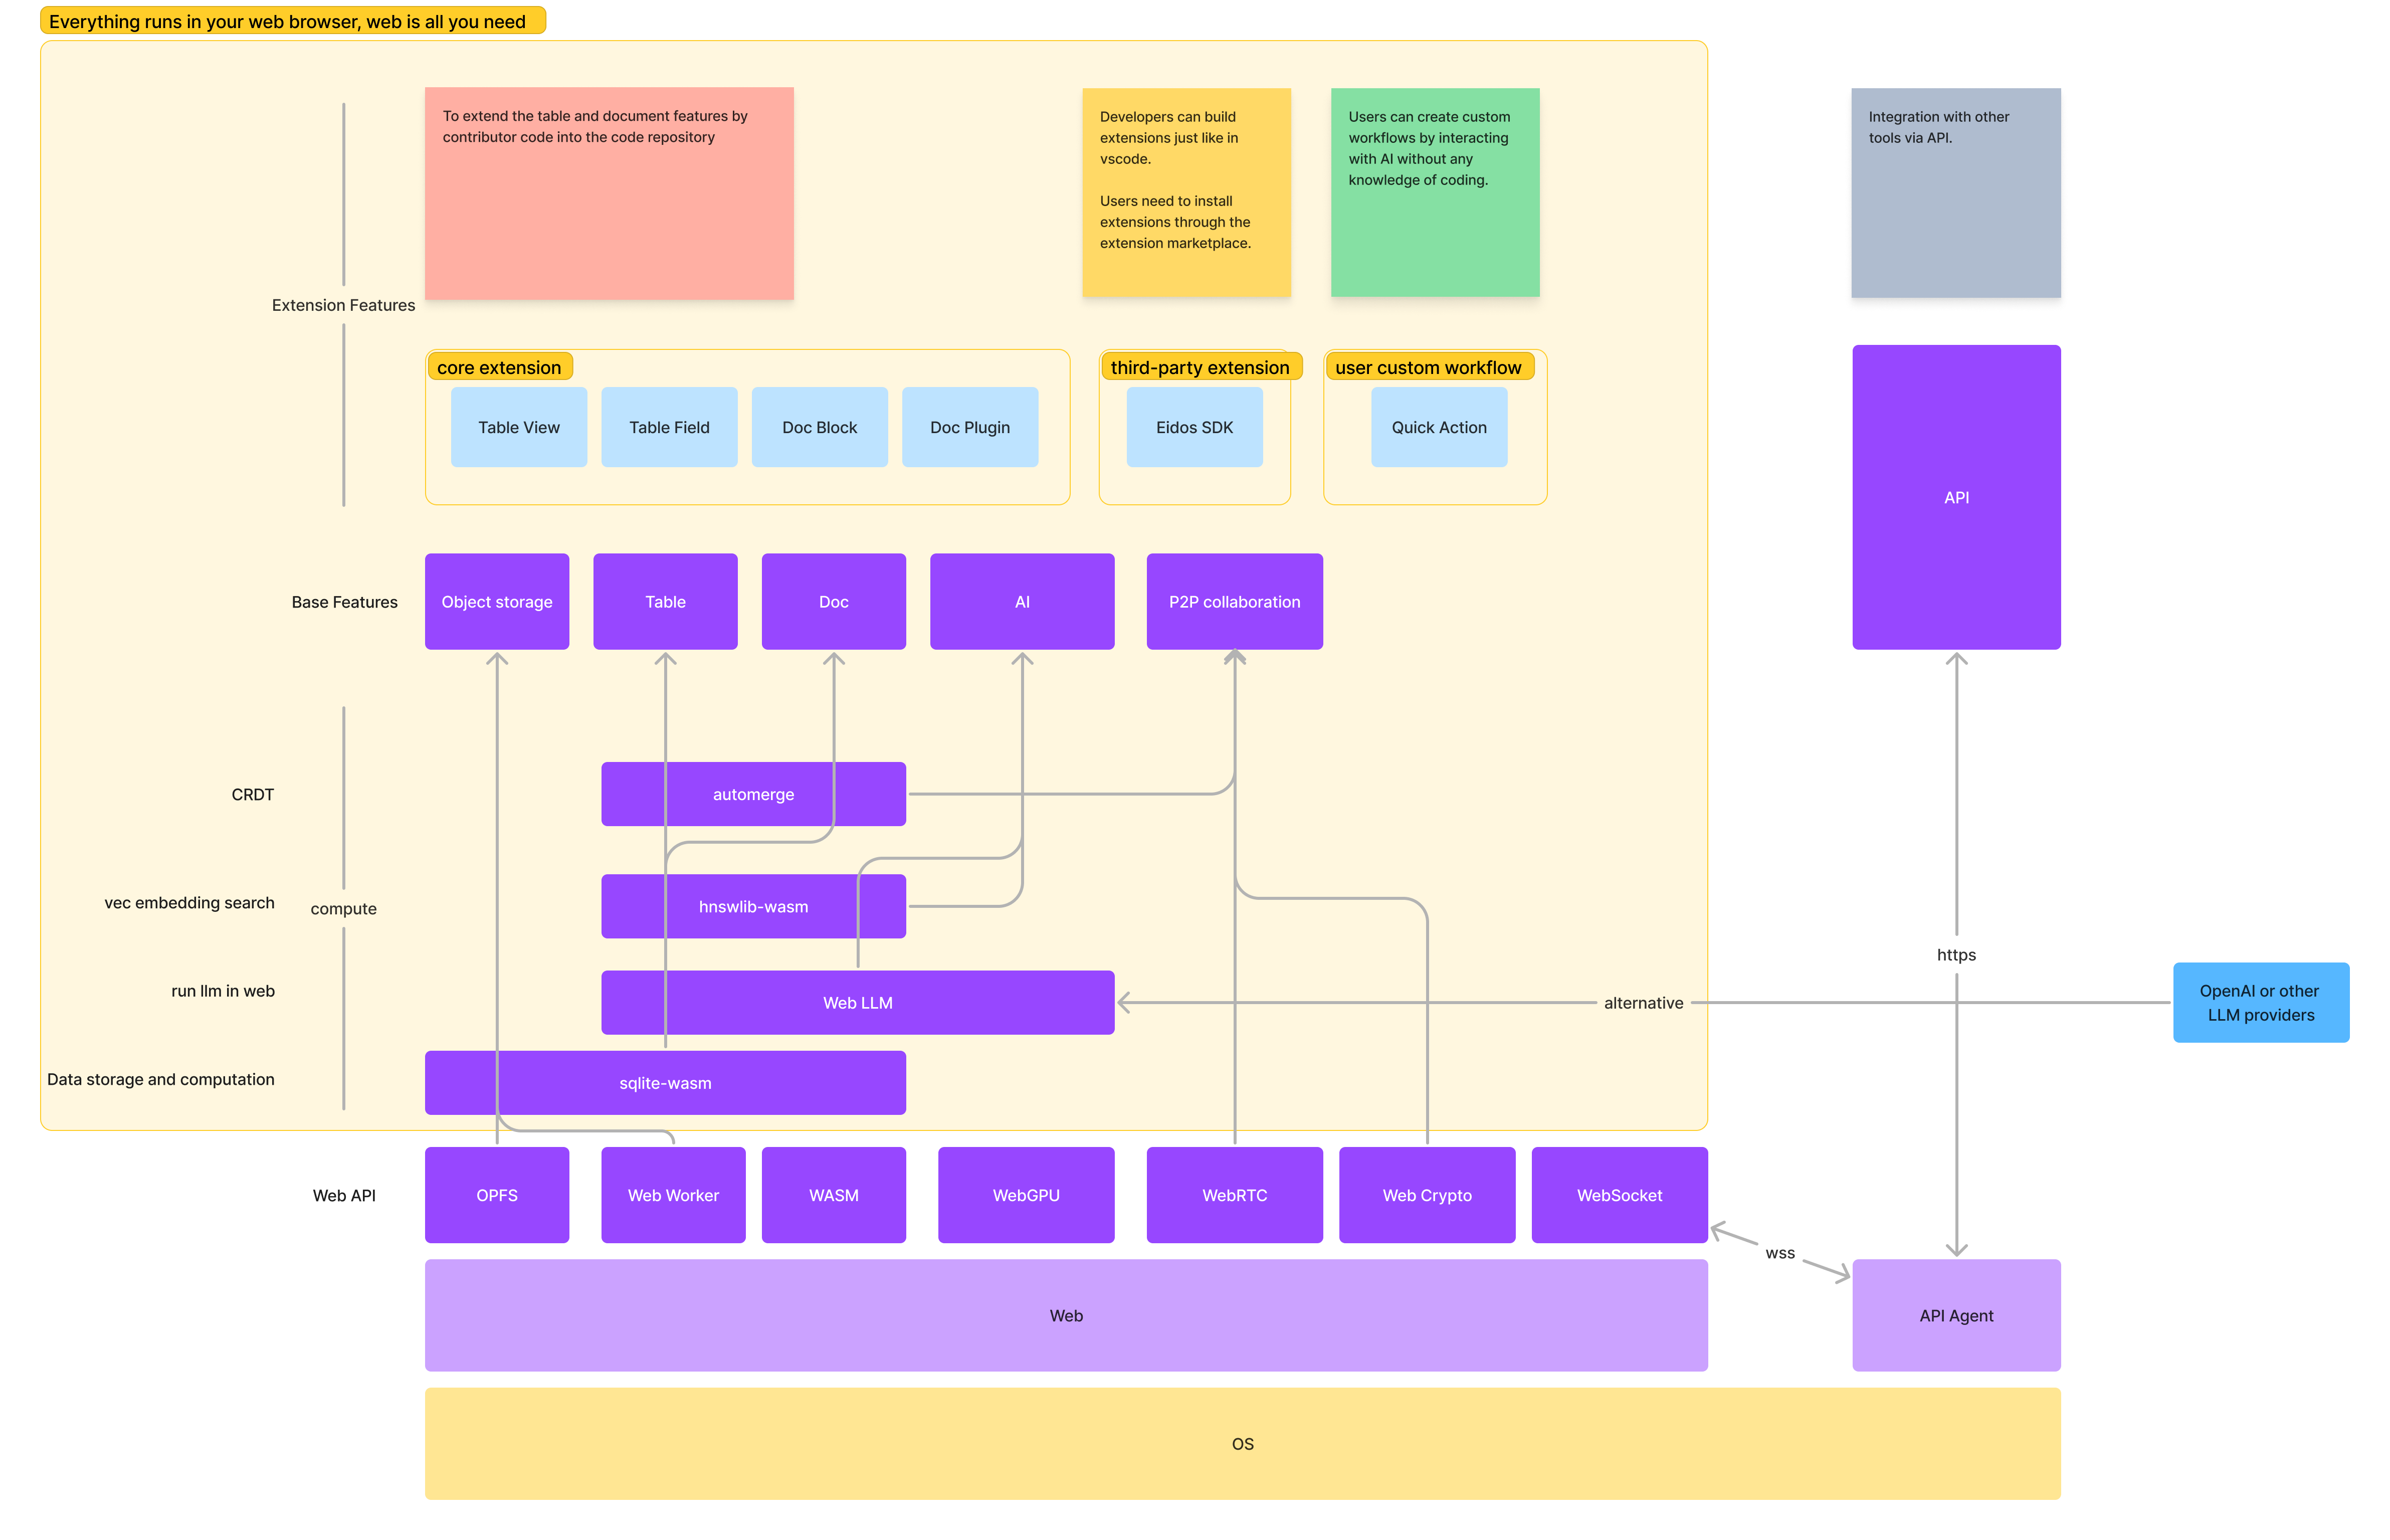 Everything runs in your web browser, web is all you need
To extend the table and document features by
contributor code into the code repository
Developers can build
extensions just like in
vscode.
Users need to install
extensions through the
extension marketplace.
Users can create custom
workflows by interacting
with AI without any
knowledge of coding.
Integration with other
tools via API.
Extension Features
core extension
third-party extension
user custom workflow
Table View
Table Field
Doc Block
Doc Plugin
Eidos SDK
Quick Action
API
Base Features
Object storage
Table
Doc
AI
P2P collaboration
CRDT
automerge
vec embedding search
compute
hnswlib-wasm
https
run llm in web
Web LLM
alternative
OpenAI or other
LLM providers
Data storage and computation
sqlite-wasm
Web API
OPFS
Web Worker
WASM
WebGPU
WebRTC
Web Crypto
WebSocket
wss
Web
API Agent
OS